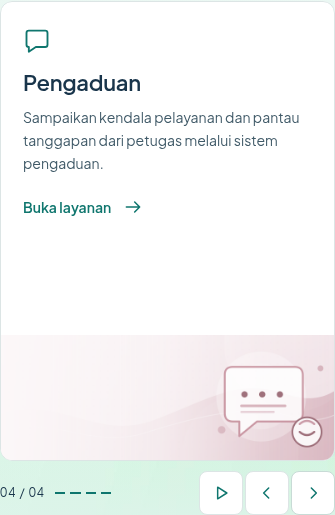 Pengaduan
Sampaikan kendala pelayanan dan pantau
tanggapan dari petugas melalui sistem
pengaduan.
Buka layanan
04 / 04